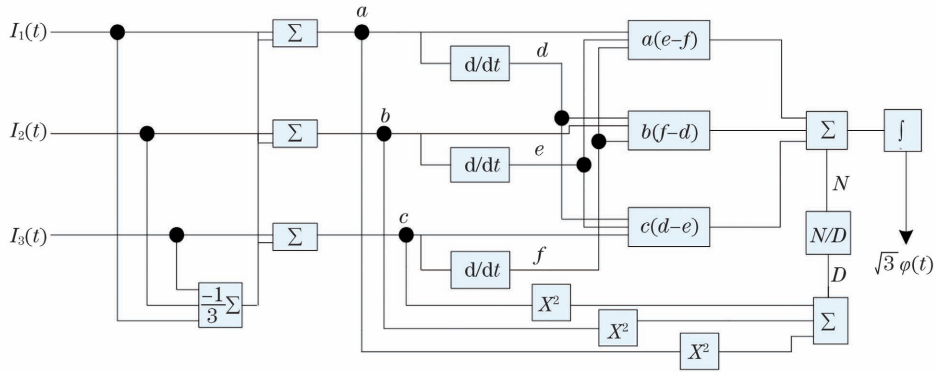 I₁(t)
Σ
a
d/dt
d
a(e–f)
I₂(t)
Σ
b
d/dt
e
b(f–d)
Σ
∫
N
I₃(t)
Σ
c
d/dt
f
c(d–e)
N/D
√3 φ(t)
D
-1/3 Σ
X²
X²
X²
Σ